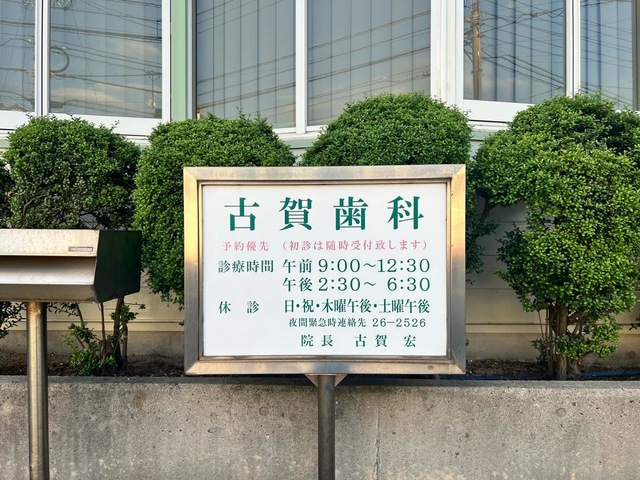 古賀歯科
予約優先 (初診は随時受付致します)
診療時間 午前 9:00～12:30
午後 2:30～ 6:30
休診 日・祝・木曜午後・土曜午後
夜間緊急時連絡先 26-2526
院長 古賀 宏